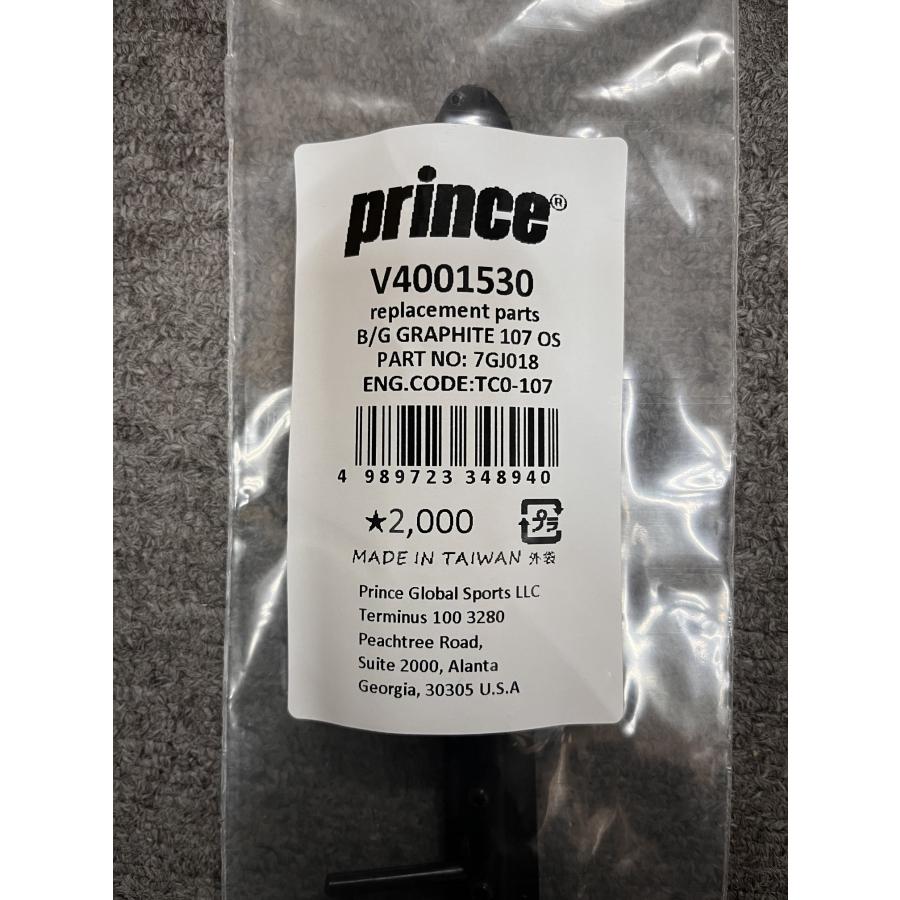 prince®
V4001530
replacement parts
B/G GRAPHITE 107 OS
PART NO: 7GJ018
ENG.CODE:TC0-107
4 989723 348940
★2,000
プラ
MADE IN TAIWAN 外袋
Prince Global Sports LLC
Terminus 100 3280
Peachtree Road,
Suite 2000, Alanta
Georgia, 30305 U.S.A